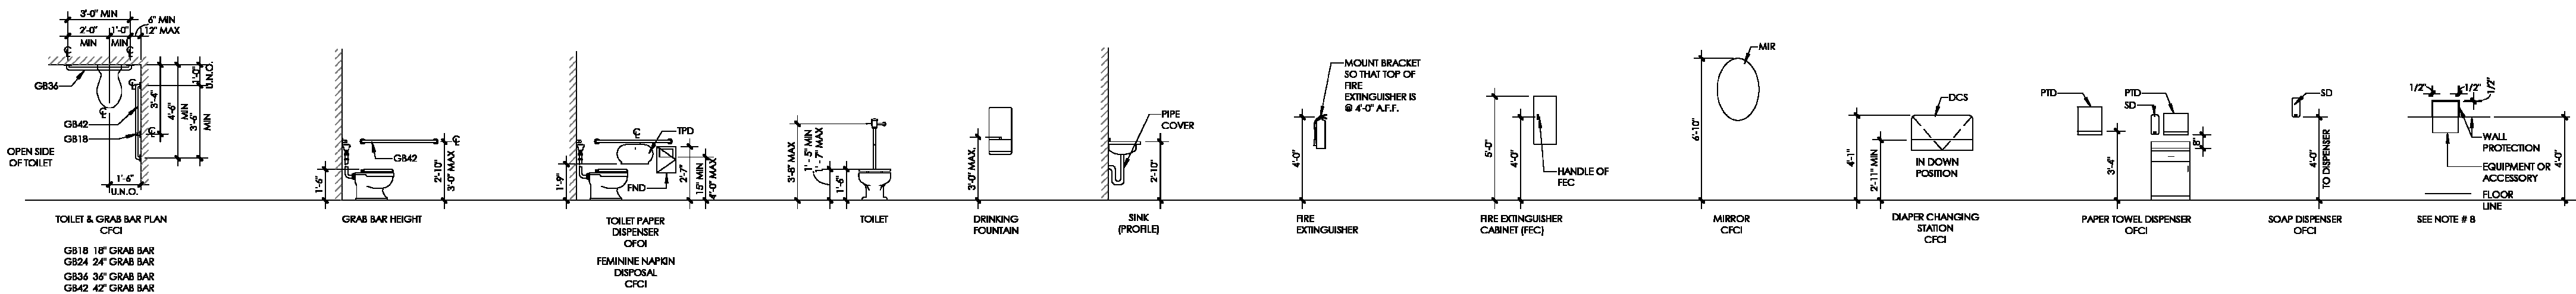 3'-0" MIN
6" MIN
2'-0"
1'-0"
12" MAX
MIN
MIN
GB36
1'-0"
U.N.O.
3'-4"
4'-6"
MIN
3'-6"
MIN
GB42
GB18
OPEN SIDE
OF TOILET
1'-6"
U.N.O.
TOILET & GRAB BAR PLAN
CFCI
GB18 18" GRAB BAR
GB24 24" GRAB BAR
GB36 36" GRAB BAR
GB42 42" GRAB BAR
GB42
1'-6"
2'-10"
3'-0" MAX
GRAB BAR HEIGHT
TPD
1'-9"
FND
2'-7"
15" MIN
4'-0" MAX
TOILET PAPER
DISPENSER
OFOI
FEMININE NAPKIN
DISPOSAL
CFCI
3'-8" MAX
1' - 5" MIN
1'- 7" MAX
1'-6"
TOILET
3'-0" MAX.
DRINKING
FOUNTAIN
PIPE
COVER
2'-10"
SINK
(PROFILE)
MOUNT BRACKET
SO THAT TOP OF
FIRE
EXTINGUISHER IS
@ 4'-0" A.F.F.
4'-0"
FIRE
EXTINGUISHER
5'-0"
4'-0"
HANDLE OF
FEC
FIRE EXTINGUISHER
CABINET (FEC)
MIR
6'-10"
MIRROR
CFCI
DCS
4'-1"
2'-11" MIN
IN DOWN
POSITION
DIAPER CHANGING
STATION
CFCI
PTD
PTD
SD
3'-4"
8"
PAPER TOWEL DISPENSER
OFCI
SD
4'-0"
TO DISPENSER
SOAP DISPENSER
OFCI
1/2"
1/2"
1/2"
WALL
PROTECTION
EQUIPMENT OR
ACCESSORY
FLOOR
LINE
4'-0"
SEE NOTE # 8